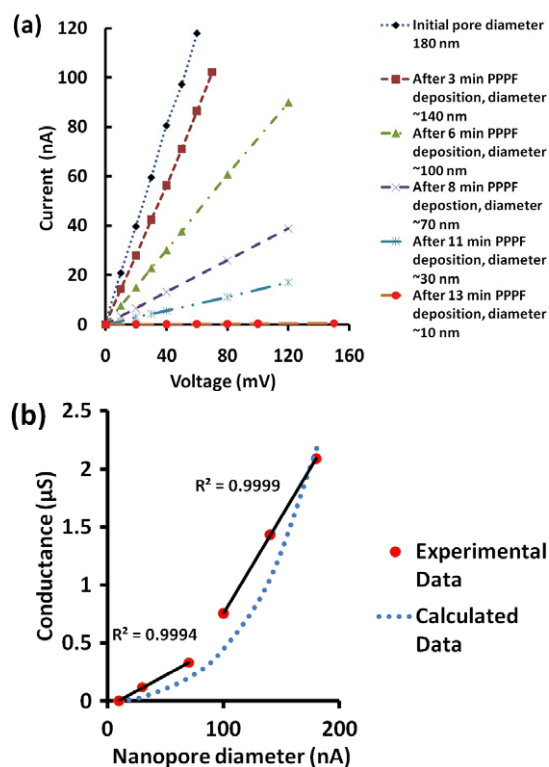 (a)
120
100
80
60
40
20
0
Current (nA)
0
40
80
120
160
Voltage (mV)
Initial pore diameter
180 nm
After 3 min PPPF
deposition, diameter
~140 nm
After 6 min PPPF
deposition, diameter
~100 nm
After 8 min PPPF
depostion, diameter
~70 nm
After 11 min PPPF
deposition, diameter
~30 nm
After 13 min PPPF
deposition, diameter
~10 nm
(b)
2.5
2
1.5
1
0.5
0
Conductance (µS)
R² = 0.9999
R² = 0.9994
0
100
200
Nanopore diameter (nA)
Experimental
Data
Calculated
Data